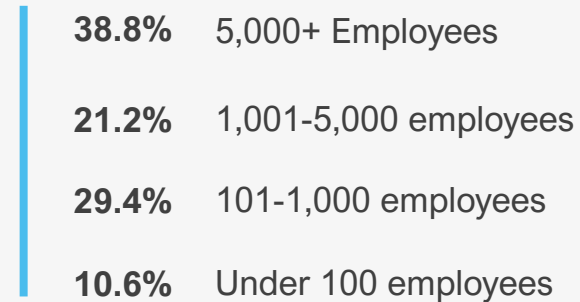 38.8% 5,000+ Employees
21.2% 1,001-5,000 employees
29.4% 101-1,000 employees
10.6% Under 100 employees